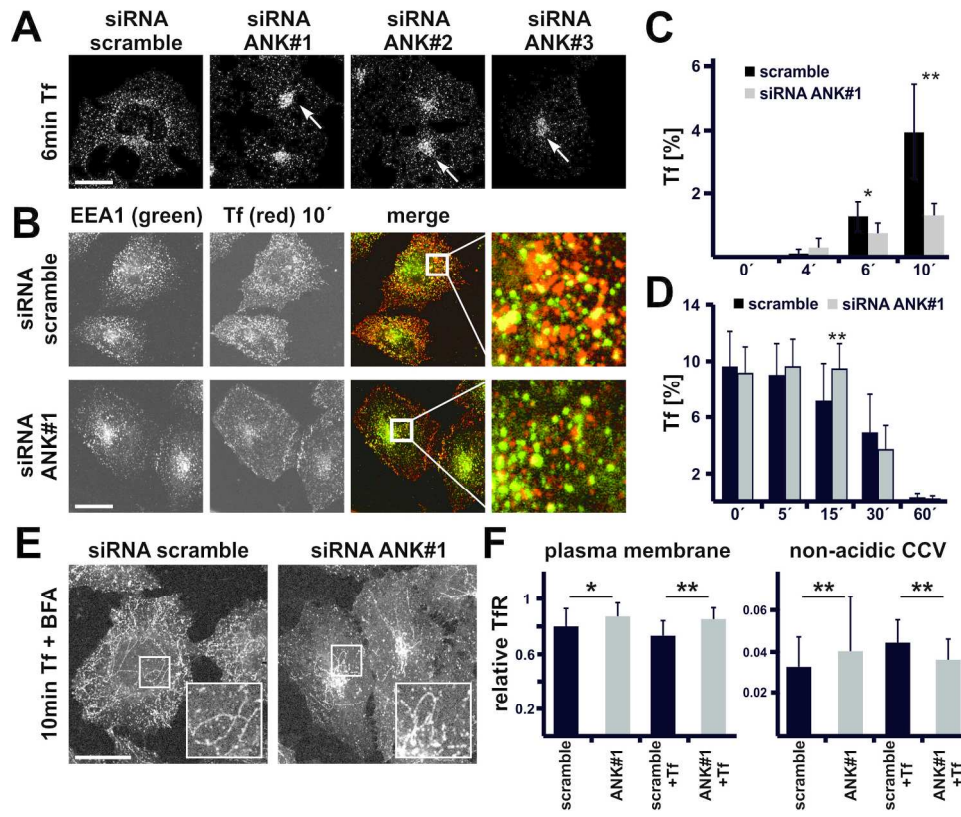 A
siRNA scramble
siRNA ANK#1
siRNA ANK#2
siRNA ANK#3
6min Tf
B
EEA1 (green)
Tf (red) 10´
merge
siRNA scramble
siRNA ANK#1
C
6
4
2
Tf [%]
scramble
siRNA ANK#1
*
**
0´ 4´ 6´ 10´
D
14
10
6
2
Tf [%]
scramble
siRNA ANK#1
**
0´ 5´ 15´ 30´ 60´
E
siRNA scramble
siRNA ANK#1
10min Tf + BFA
F
plasma membrane
relative TfR
1
0.6
0.2
*
**
scramble
ANK#1
scramble +Tf
ANK#1 +Tf
non-acidic CCV
0.06
0.04
0.02
**
**
scramble
ANK#1
scramble +Tf
ANK#1 +Tf